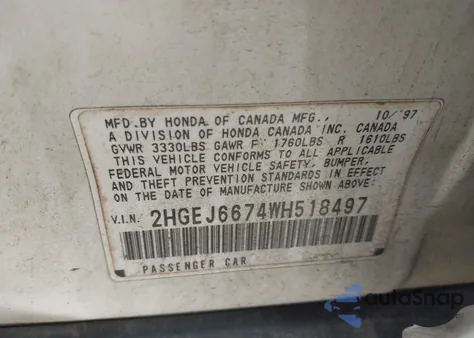 MFD. BY HONDA OF CANADA MFG., 10/'97
A DIVISION OF HONDA CANADA INC. CANADA
GVWR 3330LBS GAWR F 1760LBS R 1610LBS
THIS VEHICLE CONFORMS TO ALL APPLICABLE
FEDERAL MOTOR VEHICLE SAFETY, BUMPER,
AND THEFT PREVENTION STANDARDS IN EFFECT
ON THE DATE OF MANUFACTURE SHOWN ABOVE.
V.I.N. 2HGEJ6674WH518497
PASSENGER CAR
autoSnap